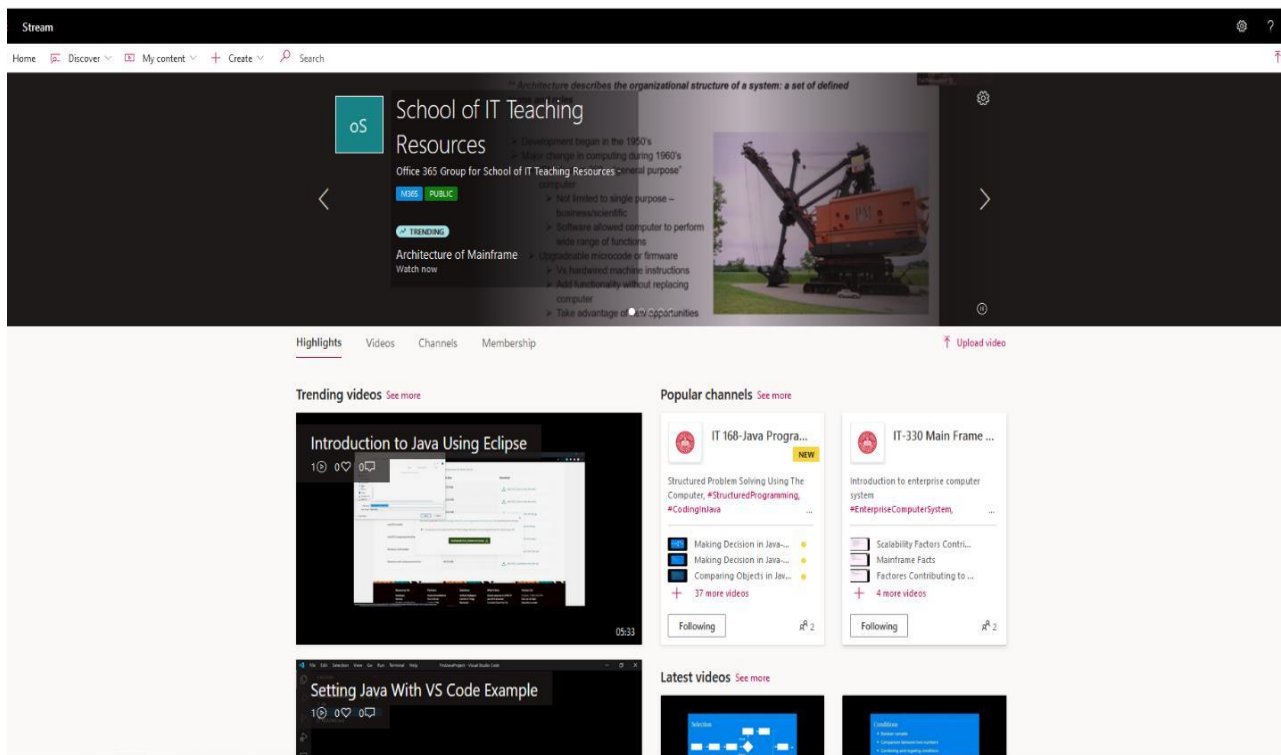 Stream
?
Home Discover My content + Create Search
Architecture describes the organizational structure of a system: a set of defined
oS
School of IT Teaching
Resources
Office 365 Group for School of IT Teaching Resources -
M365 PUBLIC
TRENDING
Architecture of Mainframe
Watch now
➢ Development began in the 1950's
➢ Major change in computing during 1960's
general purpose"
computer
➢ Not limited to single purpose –
business/scientific
➢ Software allowed computer to perform
wide range of functions
➢ Upgradeable microcode or firmware
➢ Vs hardwired machine instructions
➢ Add functionality without replacing
computer
➢ Take advantage of new opportunities
Highlights Videos Channels Membership
Upload video
Trending videos See more
Introduction to Java Using Eclipse
1 0 0
05:33
File Edit Selection View Go Run Terminal Help
Visual Studio Code
Setting Java With VS Code Example
1 0 0
Popular channels See more
IT 168-Java Progra...
NEW
Structured Problem Solving Using The
Computer, #StructuredProgramming,
#CodingInJava ...
Making Decision in Java-...
Making Decision in Java-...
Comparing Objects in Jav...
+ 37 more videos
Following 2
IT-330 Main Frame ...
Introduction to enterprise computer
system
#EnterpriseComputerSystem, ...
Scalability Factors Contri...
Mainframe Facts
Factores Contributing to ...
+ 4 more videos
Following 2
Latest videos See more
Selection
Conditions